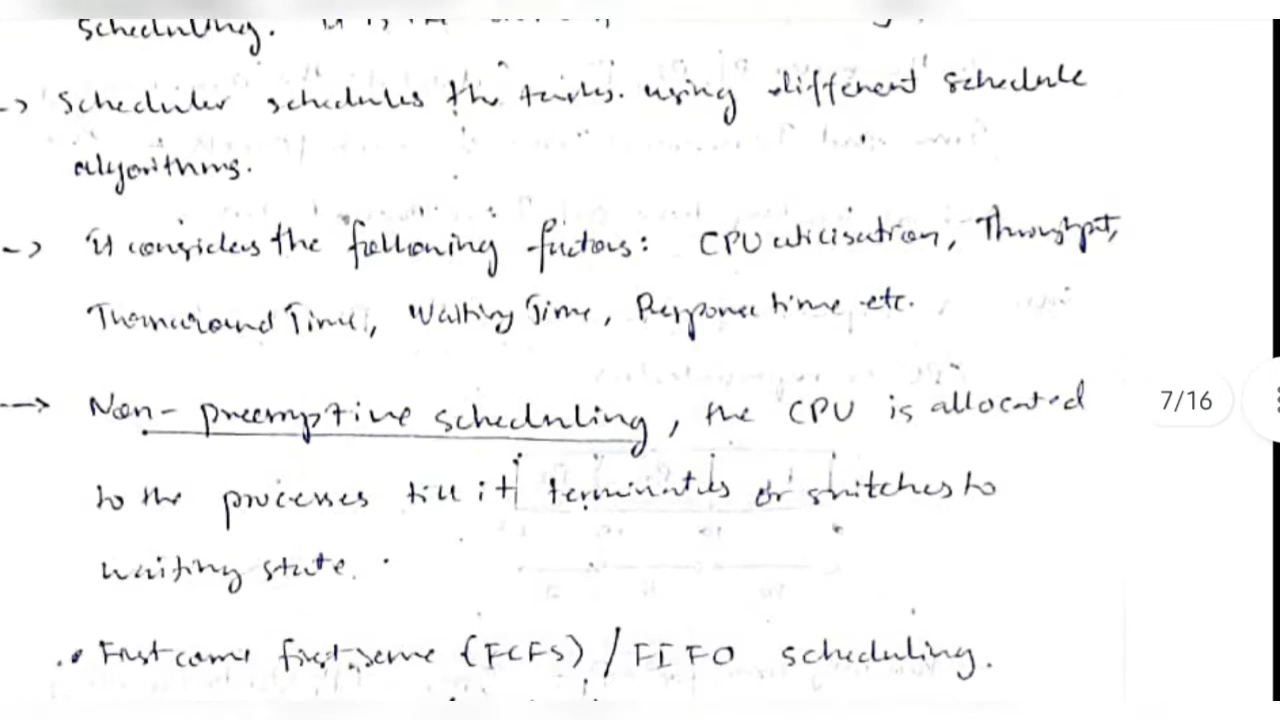 scheduling.
-> Scheduler schedules the tasks. using different schedule
algorithms.
-> It considers the following factors: CPU utilisation, Throughpt,
Thornaround Time, Waiting Time, Response time etc.
--> Non-preemptive scheduling, the CPU is allocated
7/16
to the processes till it terminates or switches to
waiting state.
• First come first serve (FCFS) / FIFO scheduling.